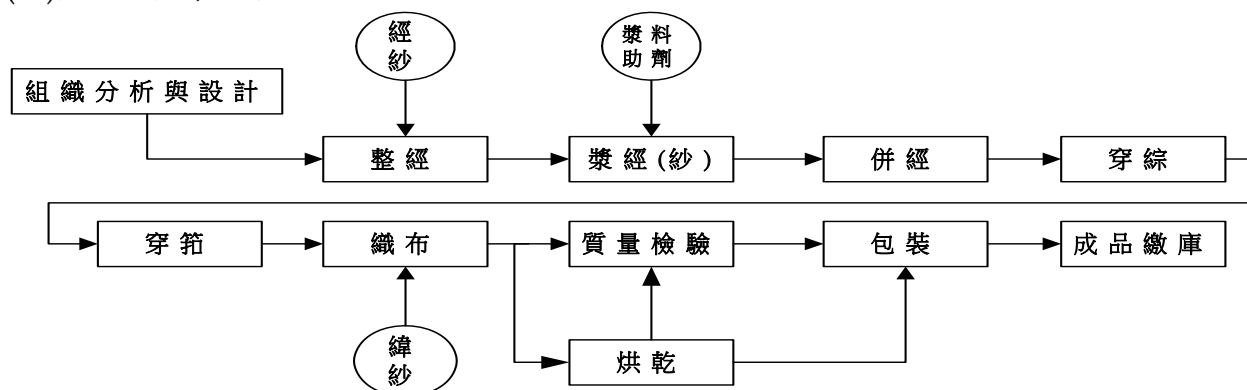 經
紗
漿料
助劑
組織分析與設計
整經
漿經(紗)
併經
穿綜
穿筘
織布
質量檢驗
包裝
成品繳庫
緯
紗
烘乾